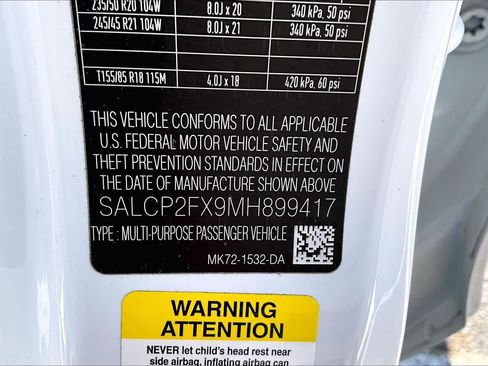 235/50 R20 104W 8.0J x 20 340 kPa, 50 psi
245/45 R21 104W 8.0J x 21 340 kPa, 50 psi
T155/85 R18 115M 4.0J x 18 420 kPa, 60 psi
THIS VEHICLE CONFORMS TO ALL APPLICABLE
U.S. FEDERAL MOTOR VEHICLE SAFETY AND
THEFT PREVENTION STANDARDS IN EFFECT ON
THE DATE OF MANUFACTURE SHOWN ABOVE
SALCP2FX9MH899417
TYPE : MULTI-PURPOSE PASSENGER VEHICLE
MK72-1532-DA
WARNING
ATTENTION
NEVER let child's head rest near
side airbag, inflating airbag can